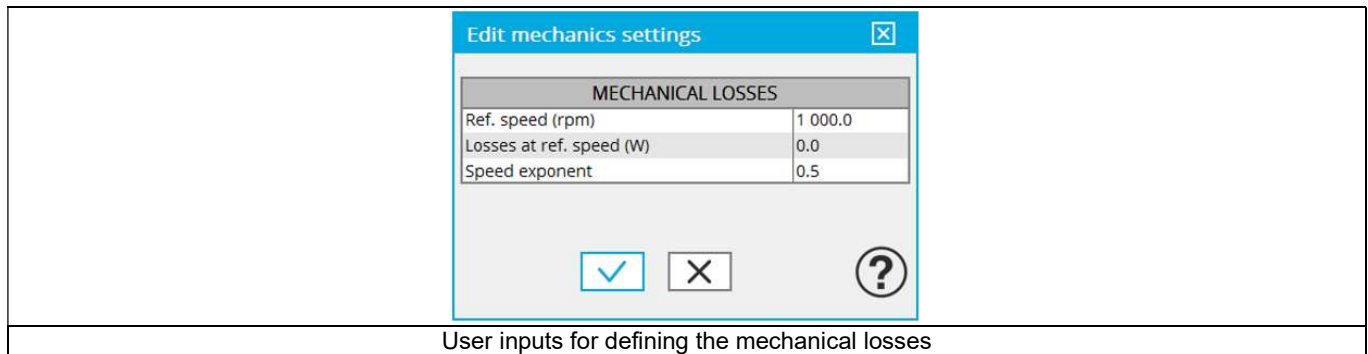 Edit mechanics settings
MECHANICAL LOSSES
Ref. speed (rpm) 1 000.0
Losses at ref. speed (W) 0.0
Speed exponent 0.5
?
User inputs for defining the mechanical losses